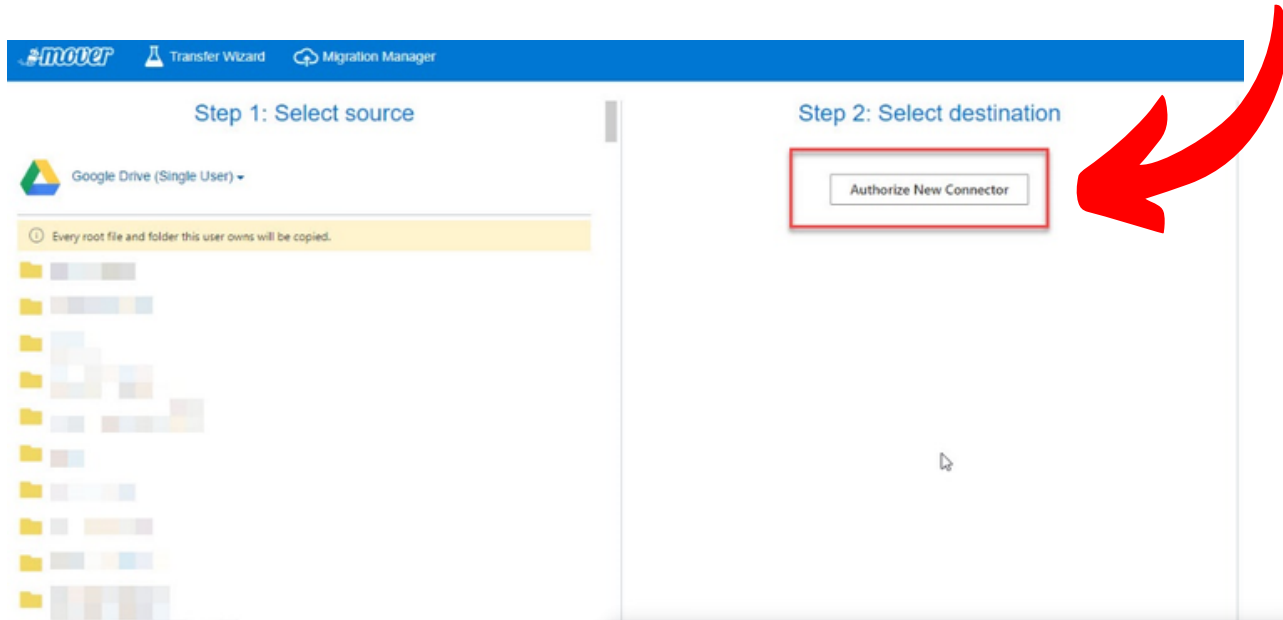 mover
Transfer Wizard
Migration Manager
Step 1: Select source
Google Drive (Single User)
Every root file and folder this user owns will be copied.
Step 2: Select destination
Authorize New Connector